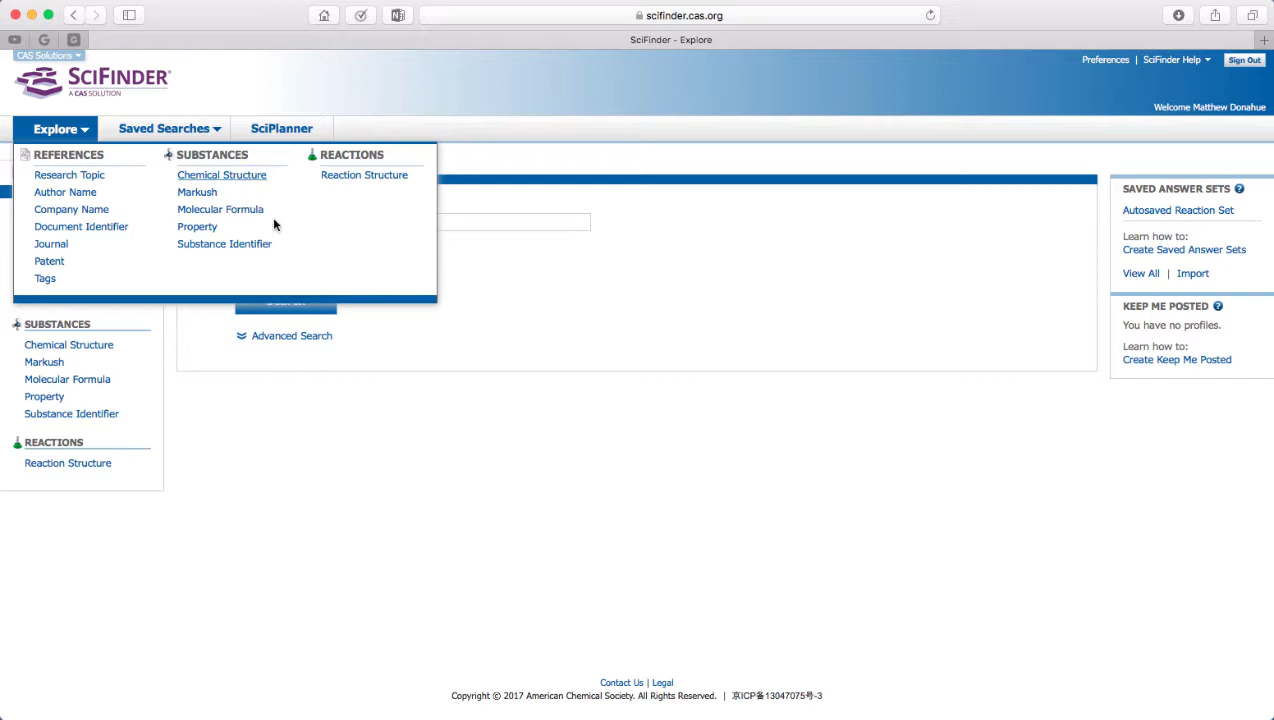 scifinder.cas.org
SciFinder - Explore
CAS Solutions
Preferences | SciFinder Help
Sign Out
SCIFINDER
A CAS SOLUTION
Welcome Matthew Donahue
Explore
Saved Searches
SciPlanner
REFERENCES
Research Topic
Author Name
Company Name
Document Identifier
Journal
Patent
Tags
SUBSTANCES
Chemical Structure
Markush
Molecular Formula
Property
Substance Identifier
REACTIONS
Reaction Structure
Advanced Search
SUBSTANCES
Chemical Structure
Markush
Molecular Formula
Property
Substance Identifier
REACTIONS
Reaction Structure
SAVED ANSWER SETS ?
Autosaved Reaction Set
Learn how to:
Create Saved Answer Sets
View All | Import
KEEP ME POSTED ?
You have no profiles.
Learn how to:
Create Keep Me Posted
Contact Us | Legal
Copyright © 2017 American Chemical Society. All Rights Reserved. | 京ICP备13047075号-3